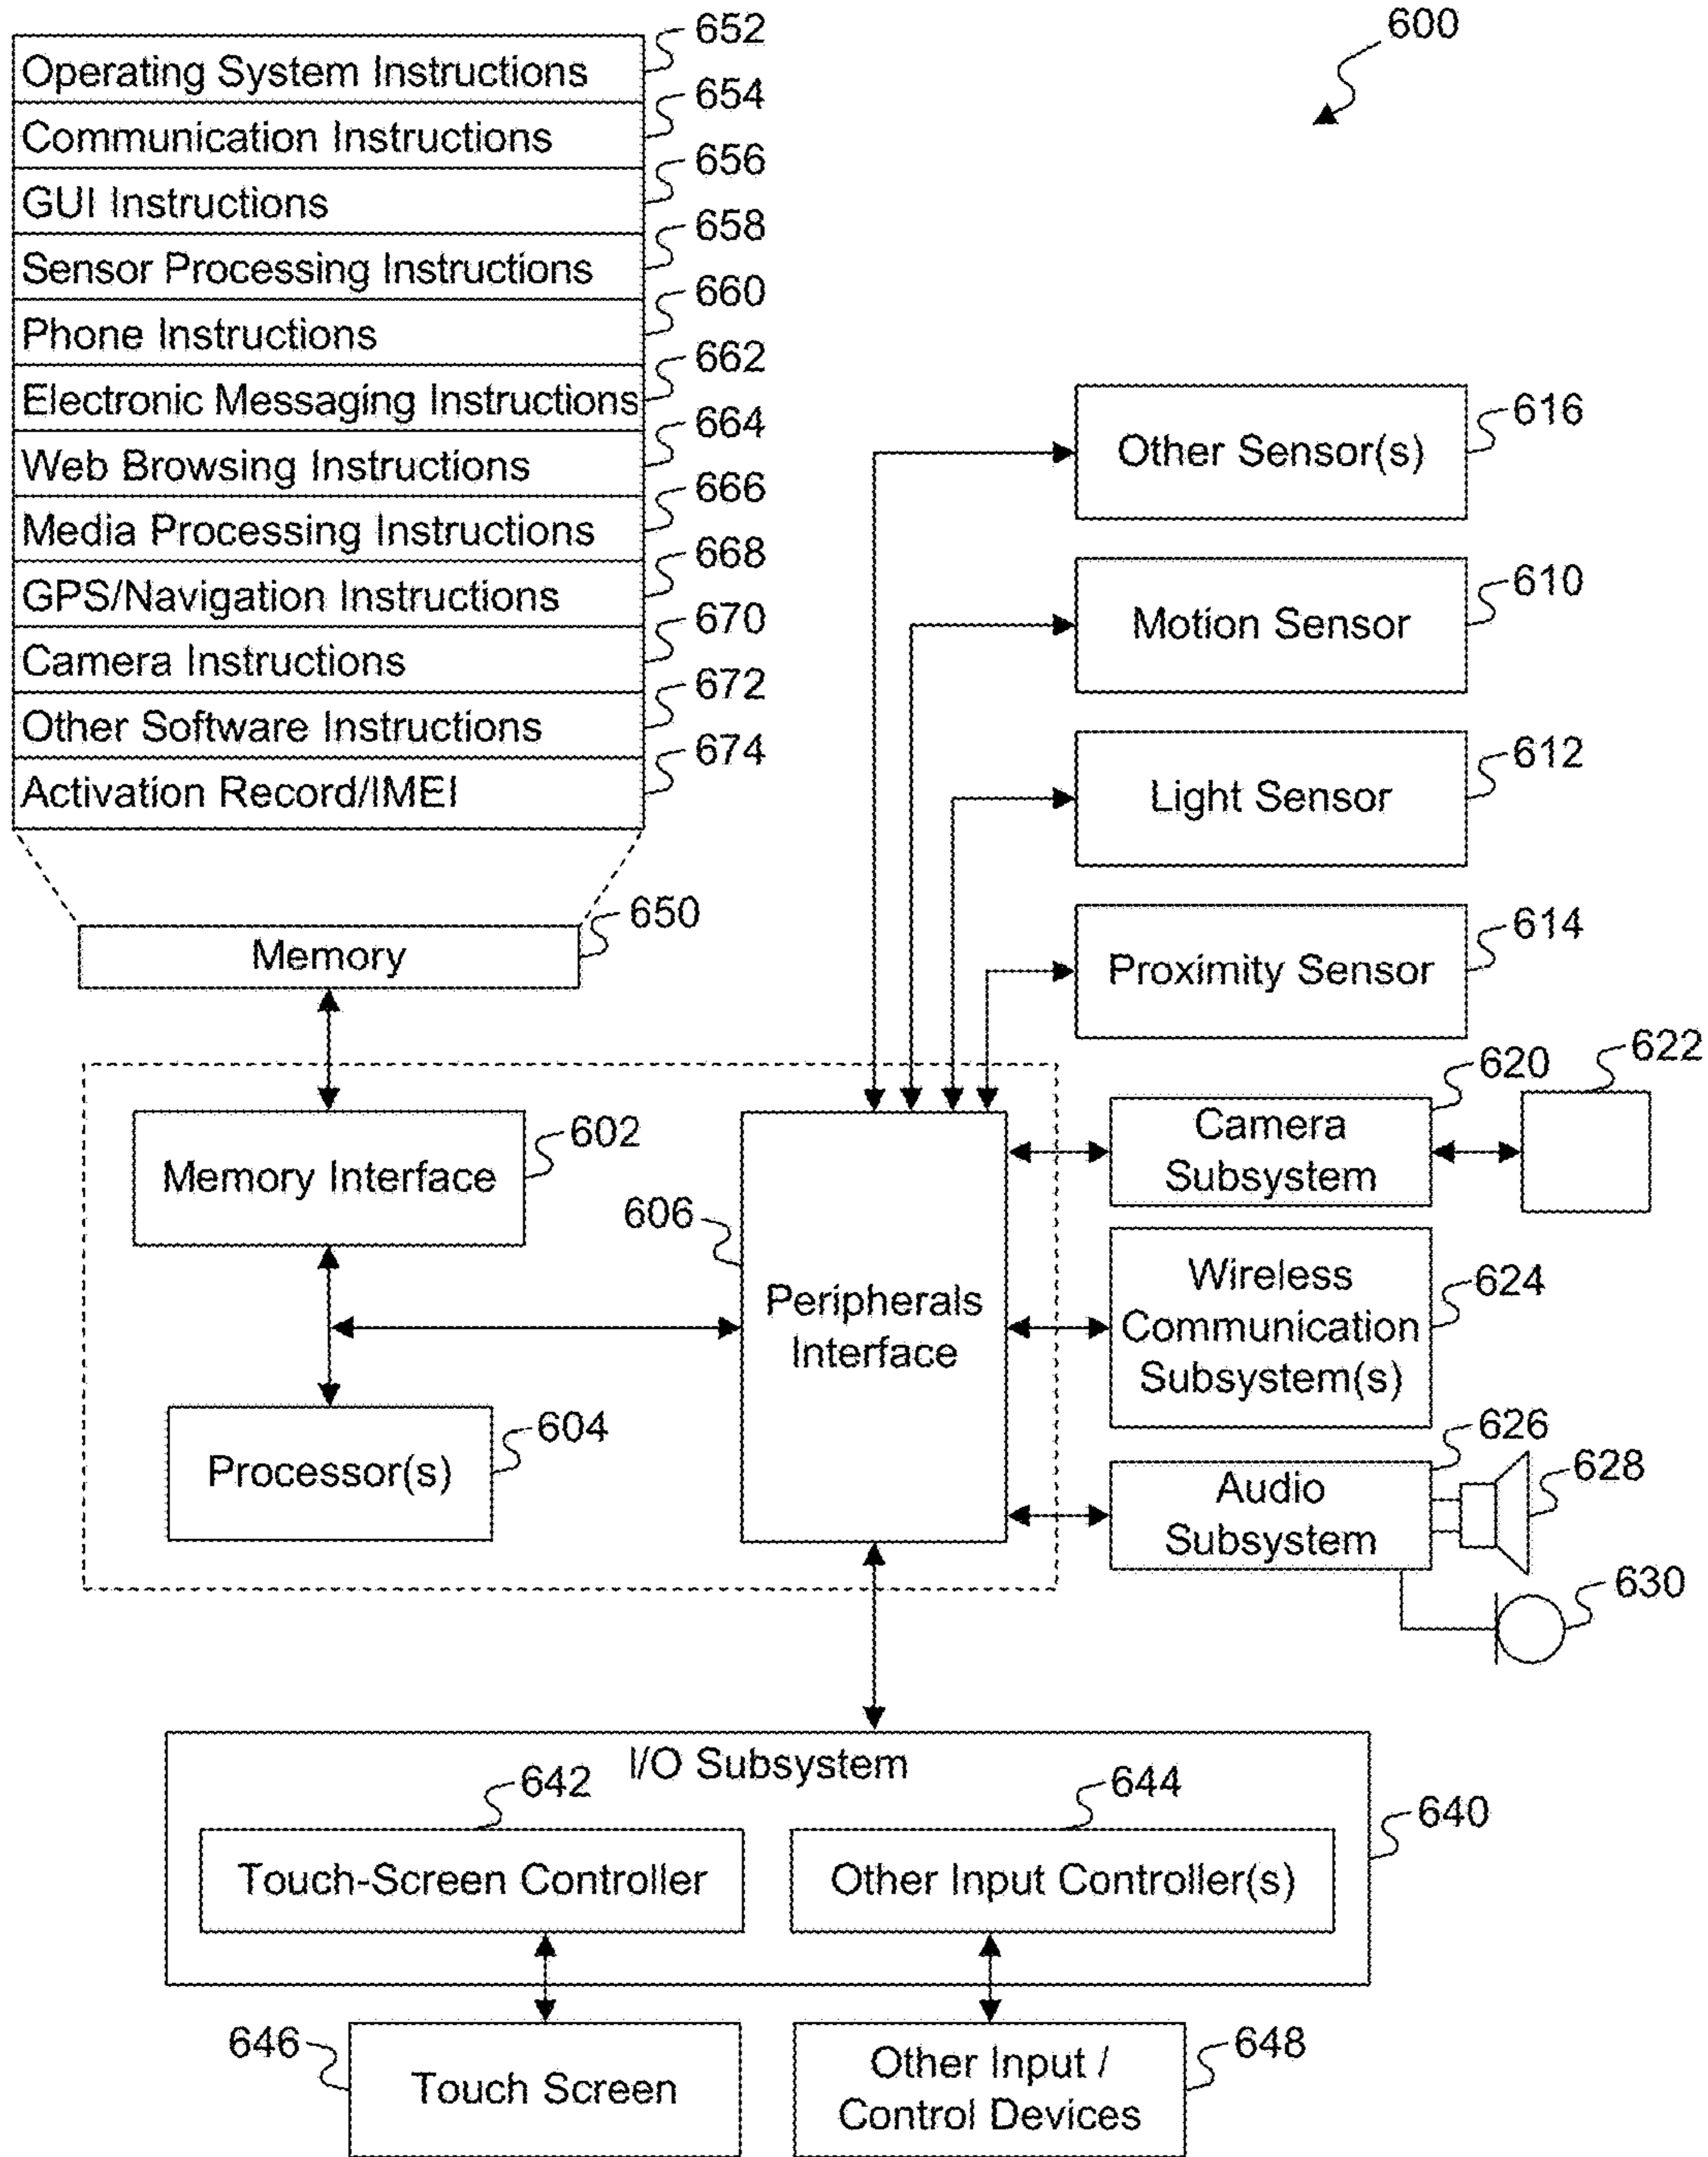 600
652
Operating System Instructions
654
Communication Instructions
656
GUI Instructions
658
Sensor Processing Instructions
660
Phone Instructions
662
Electronic Messaging Instructions
664
Web Browsing Instructions
666
Media Processing Instructions
668
GPS/Navigation Instructions
670
Camera Instructions
672
Other Software Instructions
674
Activation Record/IMEI
650
Memory
616
Other Sensor(s)
610
Motion Sensor
612
Light Sensor
614
Proximity Sensor
602
Memory Interface
604
Processor(s)
606
Peripherals
Interface
620
Camera
Subsystem
622
624
Wireless
Communication
Subsystem(s)
626
Audio
Subsystem
628
630
I/O Subsystem
640
642
Touch-Screen Controller
644
Other Input Controller(s)
646
Touch Screen
648
Other Input /
Control Devices